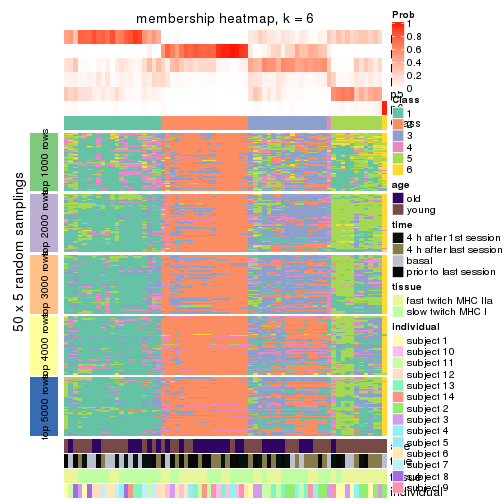 membership heatmap, k = 6
50 x 5 random samplings
top 1000 rows
top 2000 rows
top 3000 rows
top 4000 rows
top 5000 rows
Prob
1
0.8
0.6
0.4
0.2
0
Class
1
2
3
4
5
6
age
old
young
time
4 h after 1st session
4 h after last session
basal
prior to last session
tissue
fast twitch MHC IIa
slow twitch MHC I
individual
subject 1
subject 10
subject 11
subject 12
subject 13
subject 14
subject 2
subject 3
subject 4
subject 5
subject 6
subject 7
subject 8
subject 9
individual